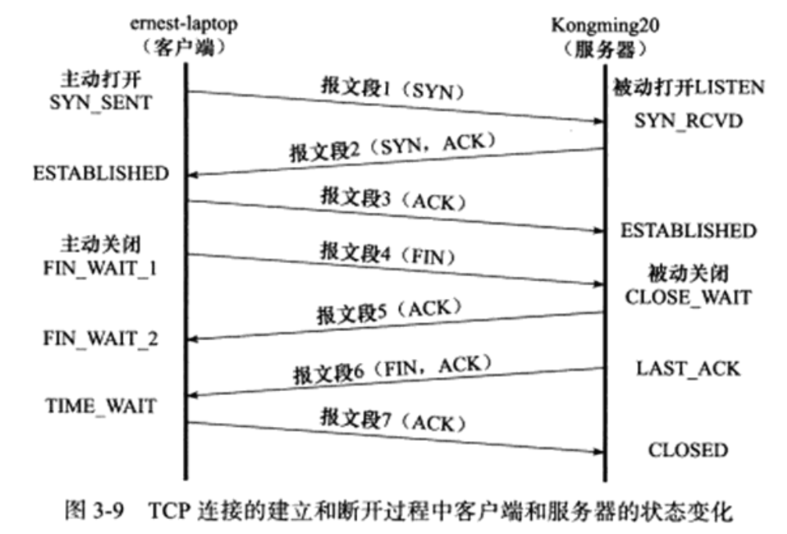 ernest-laptop
（客户端）
Kongming20
（服务器）
主动打开
SYN_SENT
报文段1（SYN）
被动打开LISTEN
SYN_RCVD
报文段2（SYN，ACK）
ESTABLISHED
报文段3（ACK）
ESTABLISHED
主动关闭
FIN_WAIT_1
报文段4（FIN）
被动关闭
CLOSE_WAIT
报文段5（ACK）
FIN_WAIT_2
报文段6（FIN，ACK）
LAST_ACK
TIME_WAIT
报文段7（ACK）
CLOSED
图 3-9 TCP 连接的建立和断开过程中客户端和服务器的状态变化